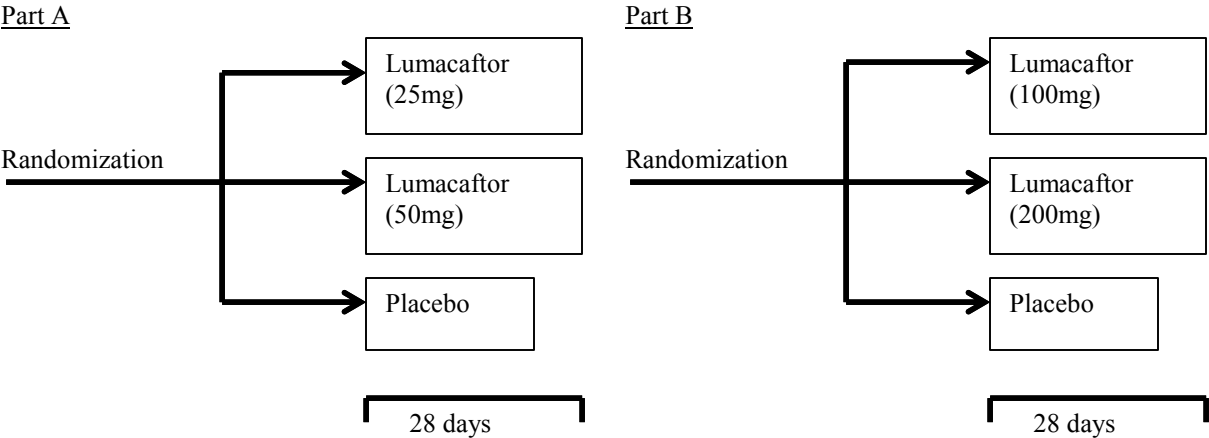 Part A
Lumacaftor
(25mg)
Randomization
Lumacaftor
(50mg)
Placebo
28 days
Part B
Lumacaftor
(100mg)
Randomization
Lumacaftor
(200mg)
Placebo
28 days